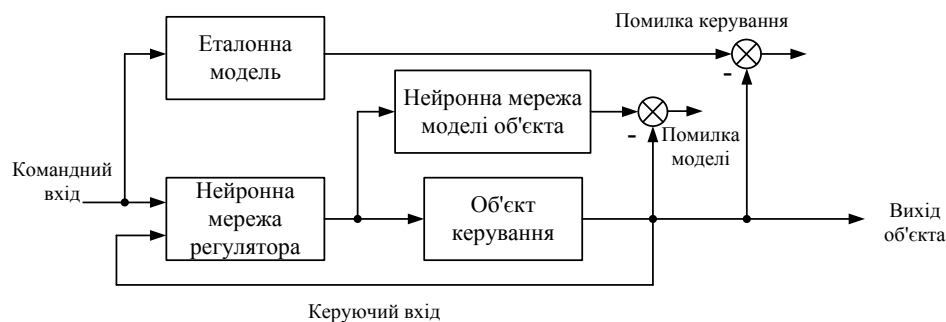 Помилка керування
Еталонна
модель
Нейронна мережа
моделі об'єкта
-
-
Помилка
моделі
Командний
вхід
Нейронна
мережа
регулятора
Об'єкт
керування
Вихід
об'єкта
Керуючий вхід